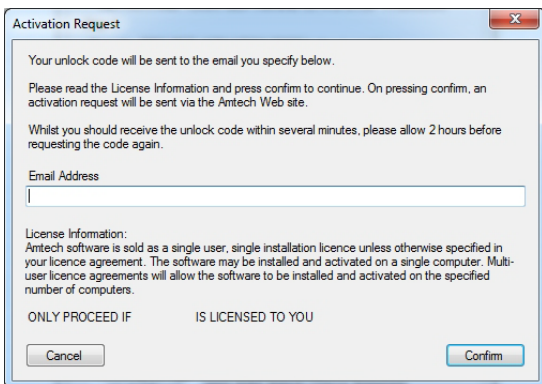 Activation Request
Your unlock code will be sent to the email you specify below.
Please read the License Information and press confirm to continue. On pressing confirm, an
activation request will be sent via the Amtech Web site.
Whilst you should receive the unlock code within several minutes, please allow 2 hours before
requesting the code again.
Email Address
License Information:
Amtech software is sold as a single user, single installation licence unless otherwise specified in
your licence agreement. The software may be installed and activated on a single computer. Multi-
user licence agreements will allow the software to be installed and activated on the specified
number of computers.
ONLY PROCEED IF IS LICENSED TO YOU
Cancel Confirm